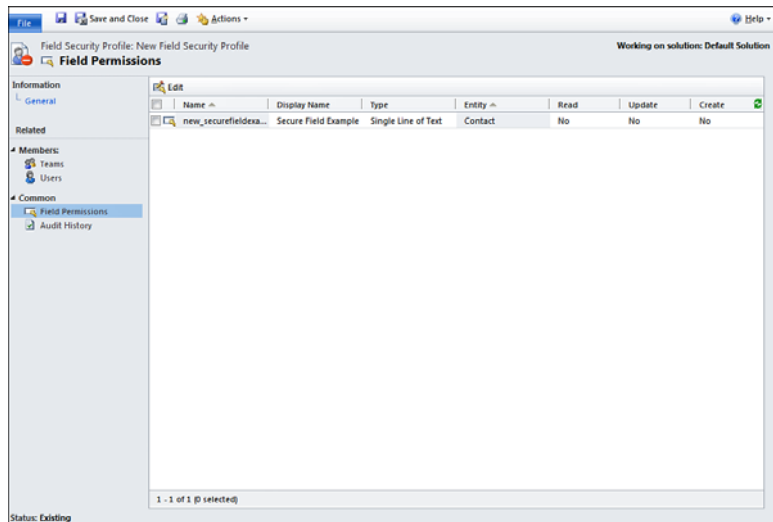 File Save and Close Actions Help
Field Security Profile: New Field Security Profile Working on solution: Default Solution
Field Permissions
Information
General
Related
Members:
Teams
Users
Common
Field Permissions
Audit History
Edit
Name Display Name Type Entity Read Update Create
new_securefieldexa... Secure Field Example Single Line of Text Contact No No No
1 - 1 of 1 (0 selected)
Status: Existing